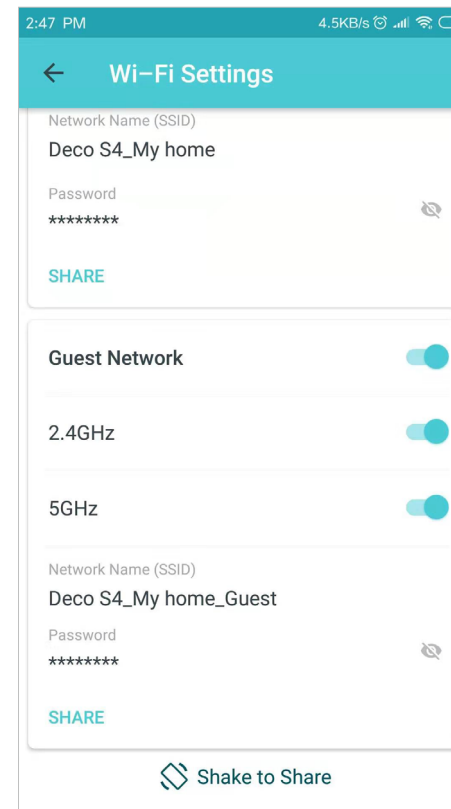 2:47 PM 4.5KB/s
Wi-Fi Settings
Network Name (SSID)
Deco S4_My home
Password
********
SHARE
Guest Network
2.4GHz
5GHz
Network Name (SSID)
Deco S4_My home_Guest
Password
********
SHARE
Shake to Share